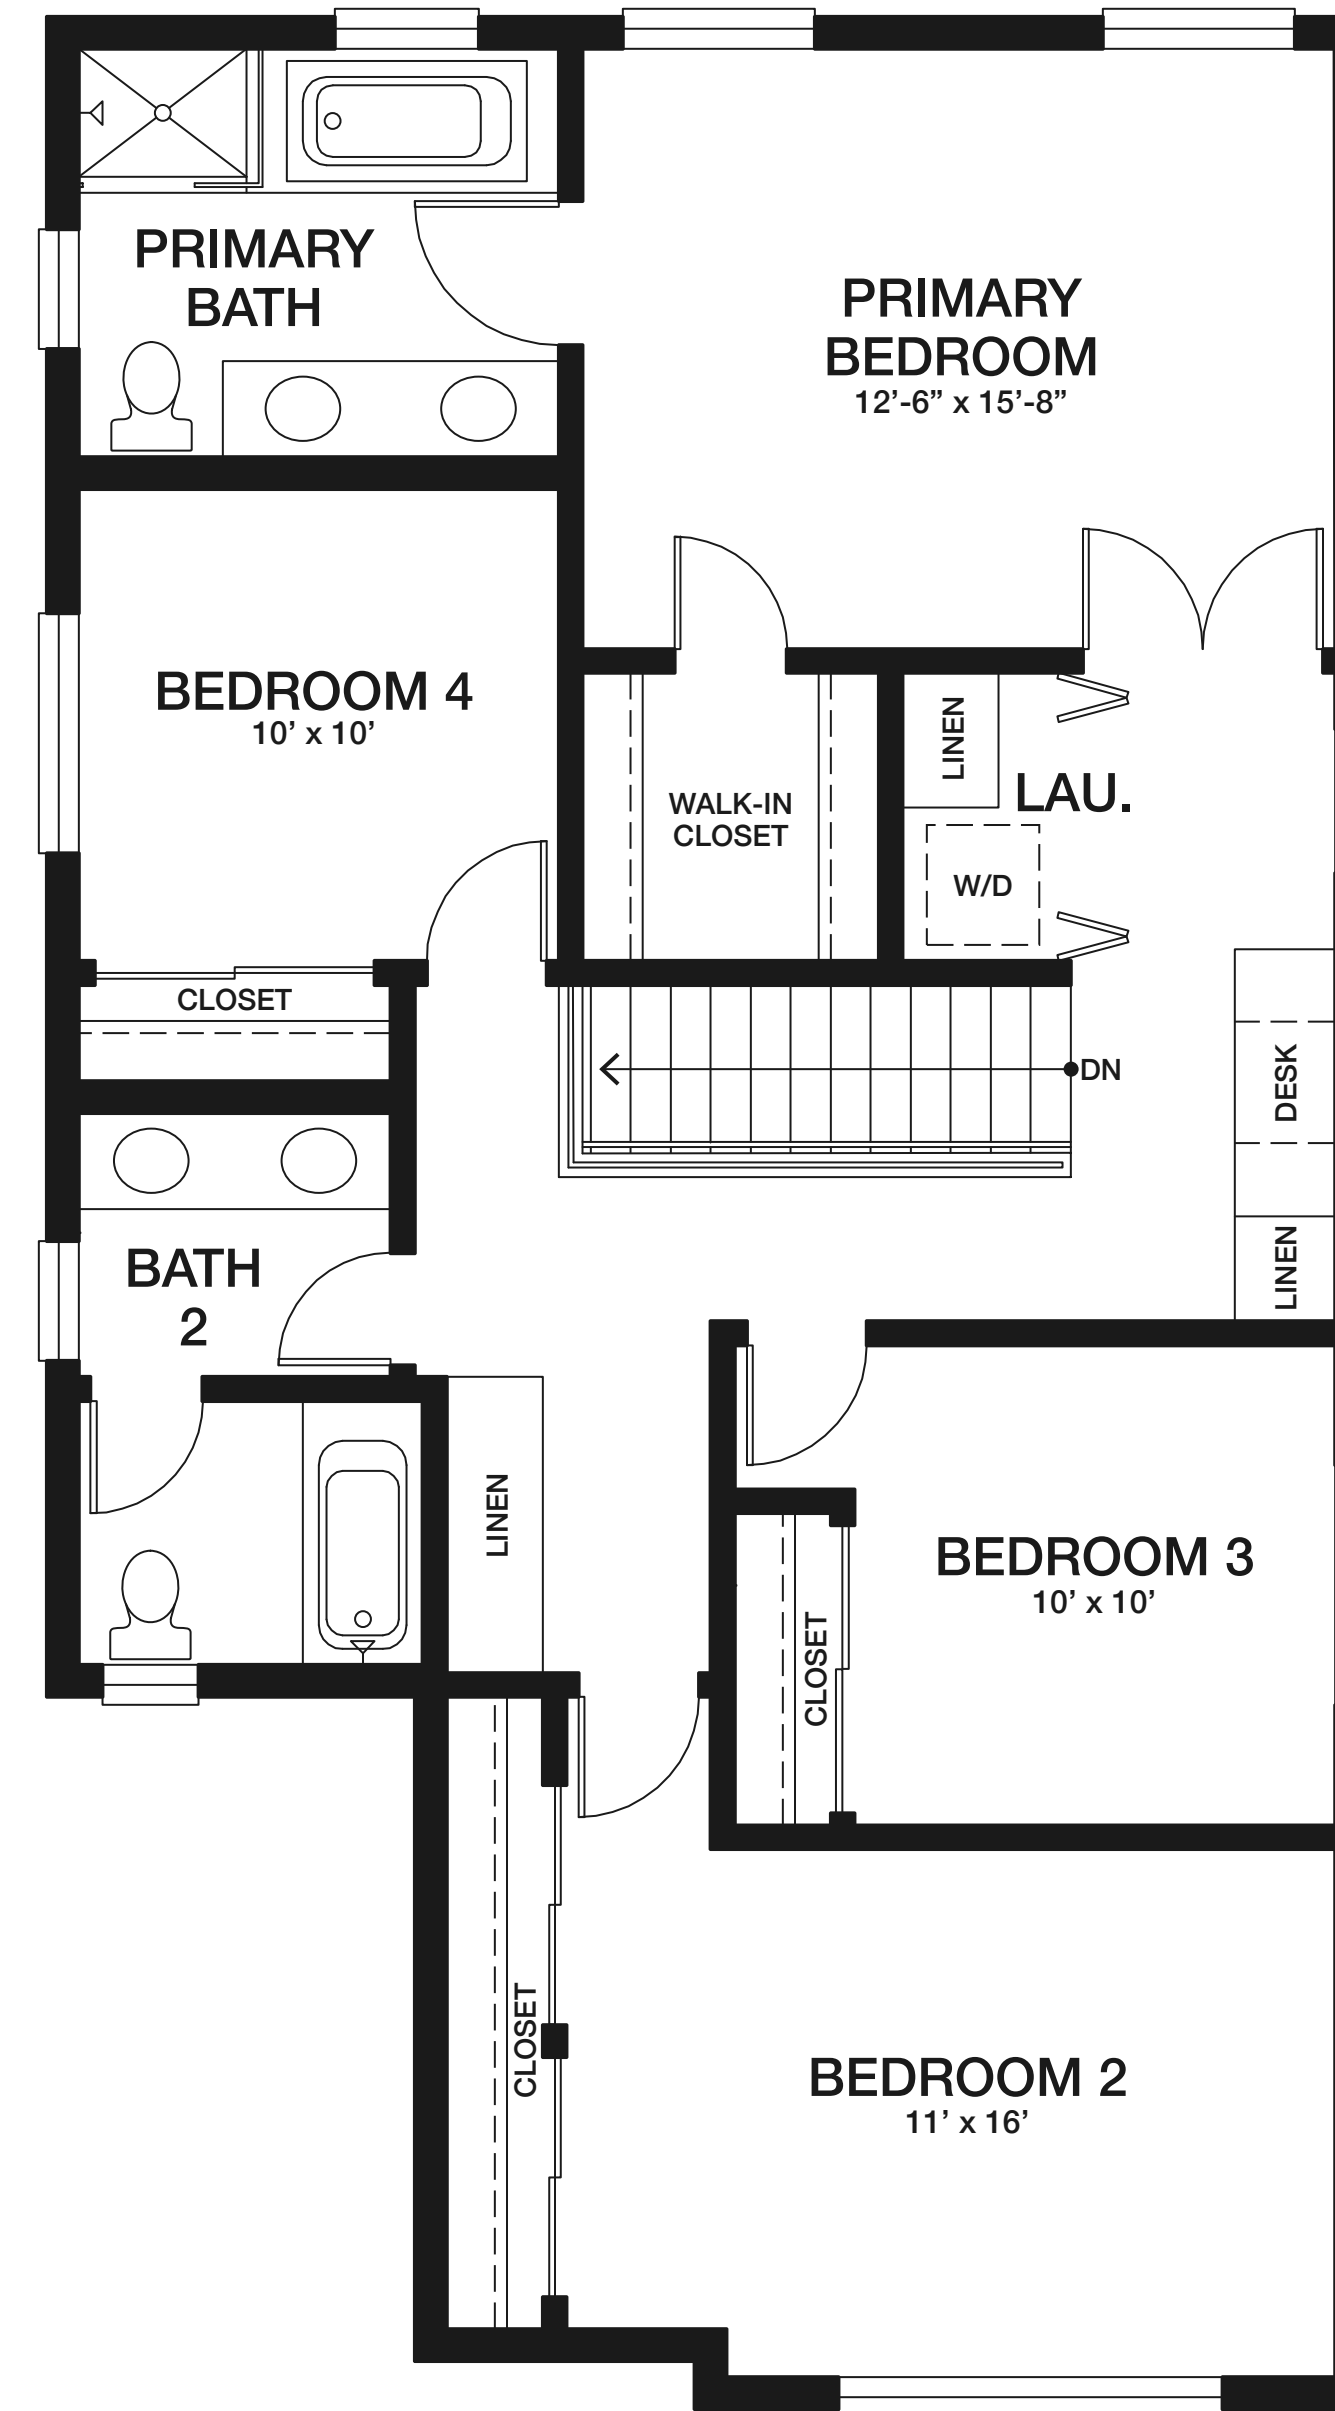 PRIMARY
BATH
PRIMARY
BEDROOM
12’-6” x 15’-8”
BEDROOM 4
10’ x 10’
LINEN
LAU.
WALK-IN
CLOSET
W/D
CLOSET
DN
DESK
LINEN
BATH
2
LINEN
BEDROOM 3
10’ x 10’
CLOSET
CLOSET
BEDROOM 2
11’ x 16’